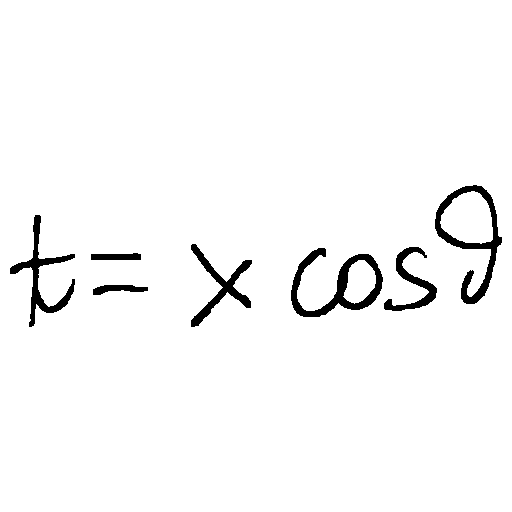 t = x cos ϑ